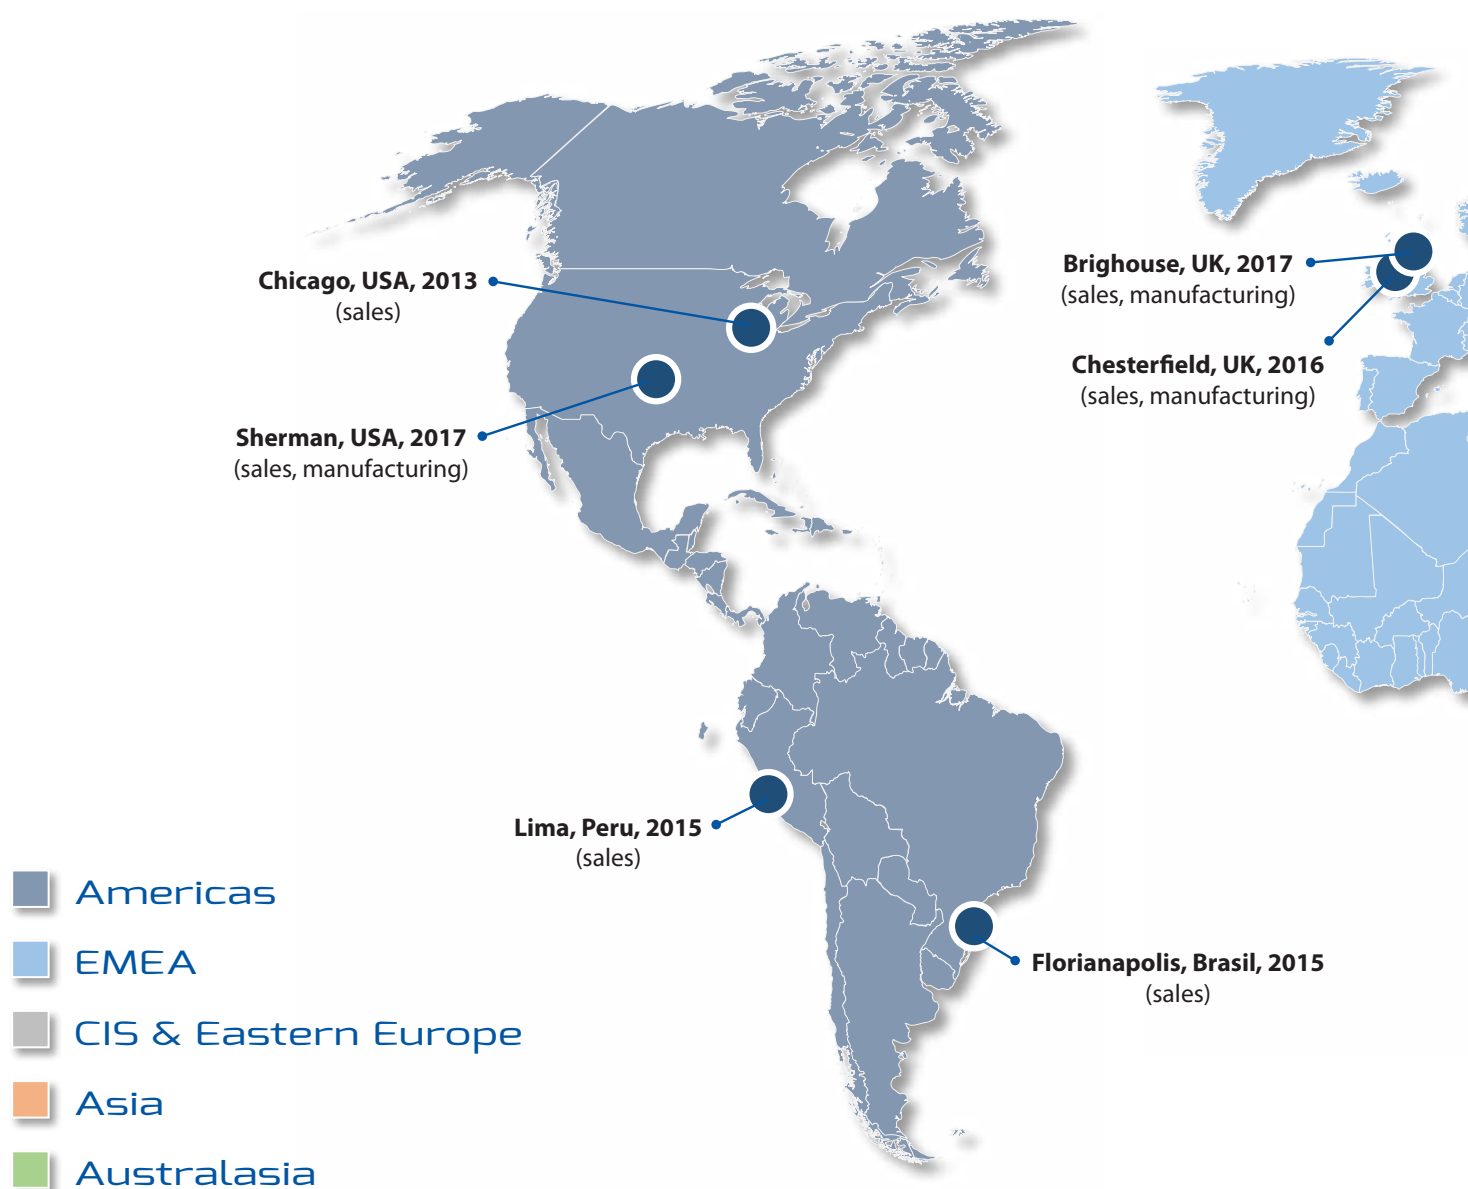 Chicago, USA, 2013
(sales)
Sherman, USA, 2017
(sales, manufacturing)
Brighouse, UK, 2017
(sales, manufacturing)
Chesterfield, UK, 2016
(sales, manufacturing)
Lima, Peru, 2015
(sales)
Florianapolis, Brasil, 2015
(sales)
Americas
EMEA
CIS & Eastern Europe
Asia
Australasia